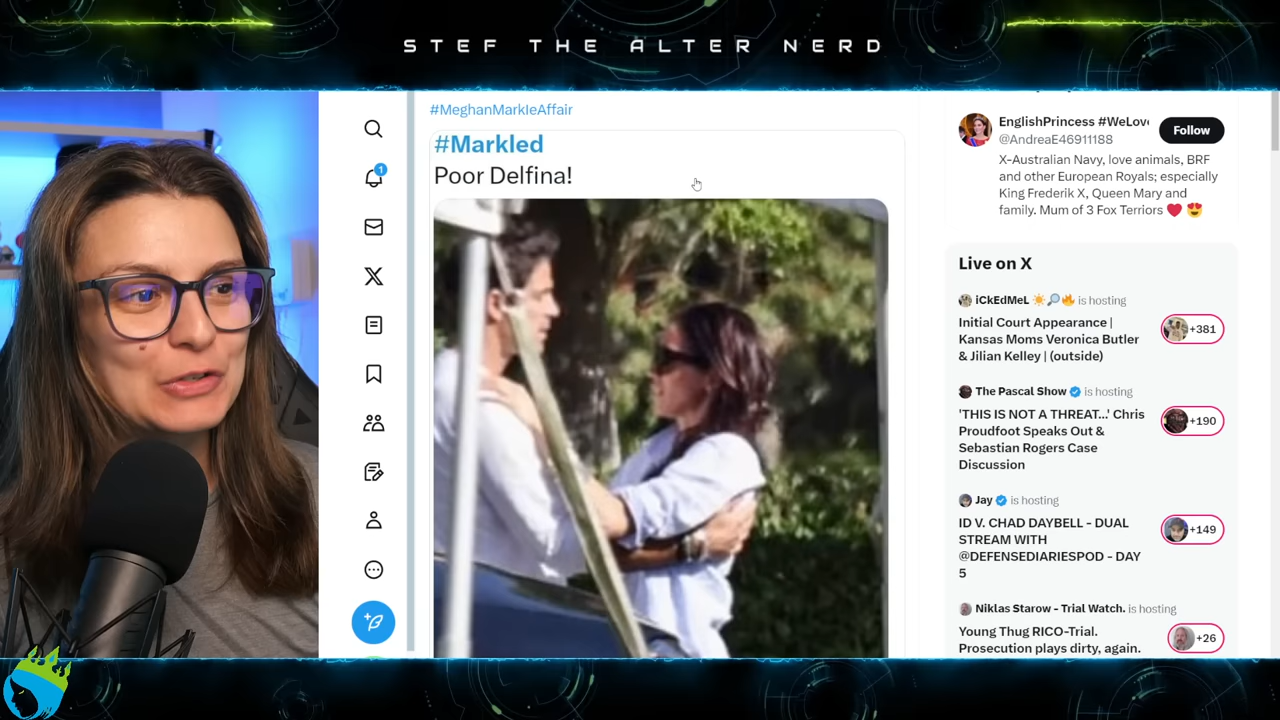 STEF THE ALTER NERD
#MeghanMarkleAffair
#Markled
Poor Delfina!
1
EnglishPrincess #WeLov
@AndreaE46911188
Follow
X-Australian Navy, love animals, BRF
and other European Royals; especially
King Frederik X, Queen Mary and
family. Mum of 3 Fox Terriors ❤️ 😍
Live on X
iCkEdMeL ☀️🔎🔥 is hosting
Initial Court Appearance |
Kansas Moms Veronica Butler
& Jilian Kelley | (outside)
+381
The Pascal Show is hosting
'THIS IS NOT A THREAT...' Chris
Proudfoot Speaks Out &
Sebastian Rogers Case
Discussion
+190
Jay is hosting
ID V. CHAD DAYBELL - DUAL
STREAM WITH
@DEFENSEDIARIESPOD - DAY
5
+149
Niklas Starow - Trial Watch. is hosting
Young Thug RICO-Trial.
Prosecution plays dirty, again.
+26